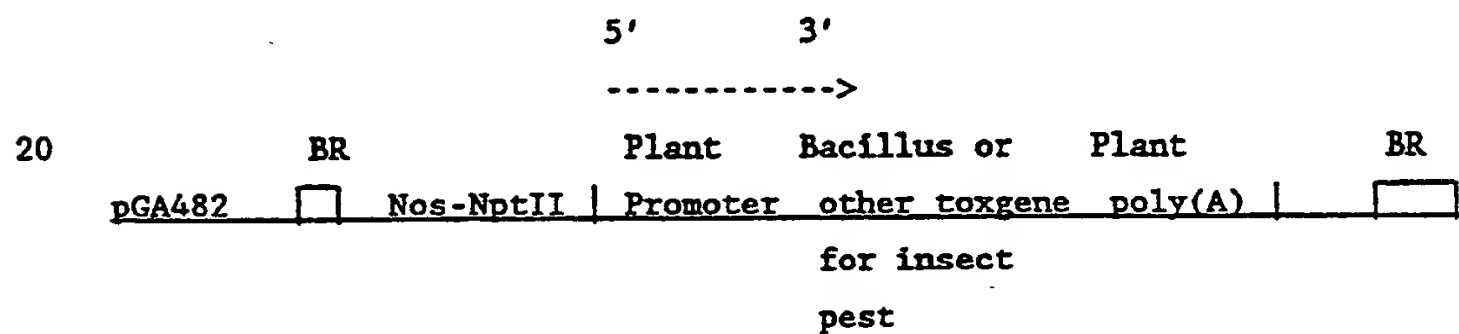 5' 3'
------------>
20 BR Plant Bacillus or Plant BR
pGA482 Nos-NptII | Promoter other toxgene poly(A) |
for insect
pest